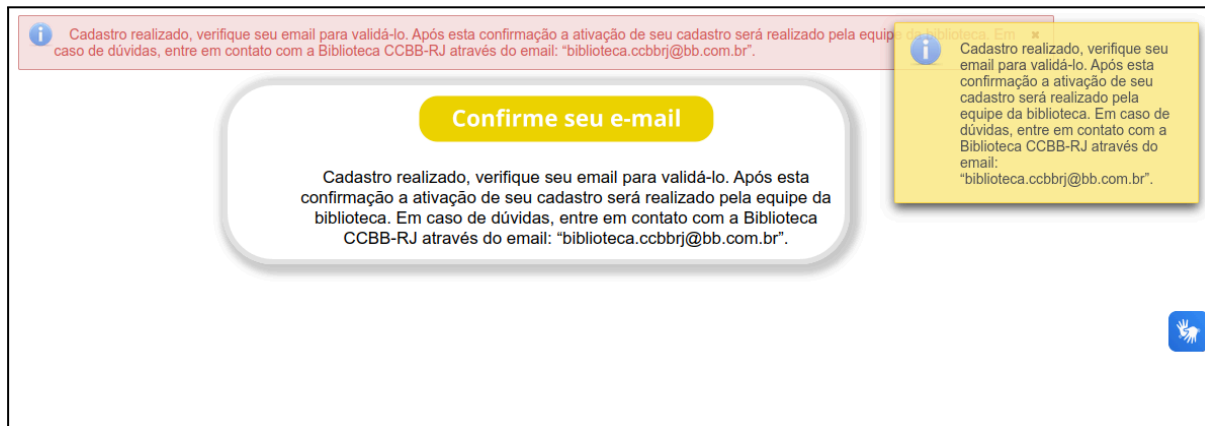 Cadastro realizado, verifique seu email para validá-lo. Após esta confirmação a ativação de seu cadastro será realizado pela equipe da biblioteca. Em
caso de dúvidas, entre em contato com a Biblioteca CCBB-RJ através do email: “biblioteca.ccbbrj@bb.com.br”.
Cadastro realizado, verifique seu
email para validá-lo. Após esta
confirmação a ativação de seu
cadastro será realizado pela
equipe da biblioteca. Em caso de
dúvidas, entre em contato com a
Biblioteca CCBB-RJ através do
email:
“biblioteca.ccbbrj@bb.com.br”.
Confirme seu e-mail
Cadastro realizado, verifique seu email para validá-lo. Após esta
confirmação a ativação de seu cadastro será realizado pela equipe da
biblioteca. Em caso de dúvidas, entre em contato com a Biblioteca
CCBB-RJ através do email: “biblioteca.ccbbrj@bb.com.br”.